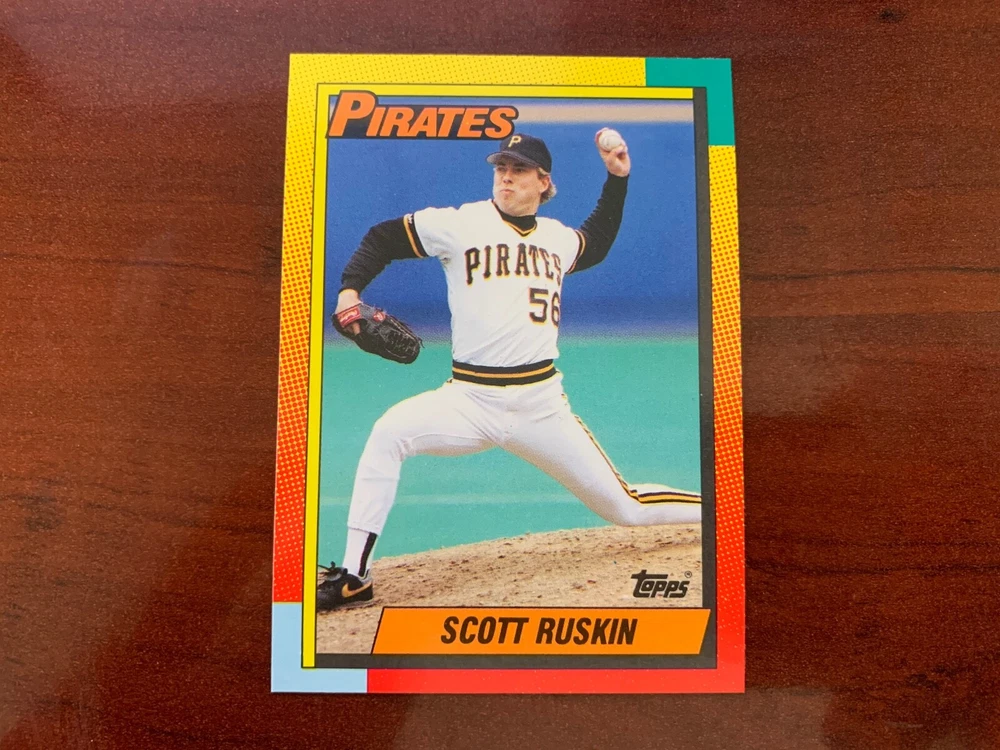 PIRATES
P
PIRATES
56
topps®
SCOTT RUSKIN